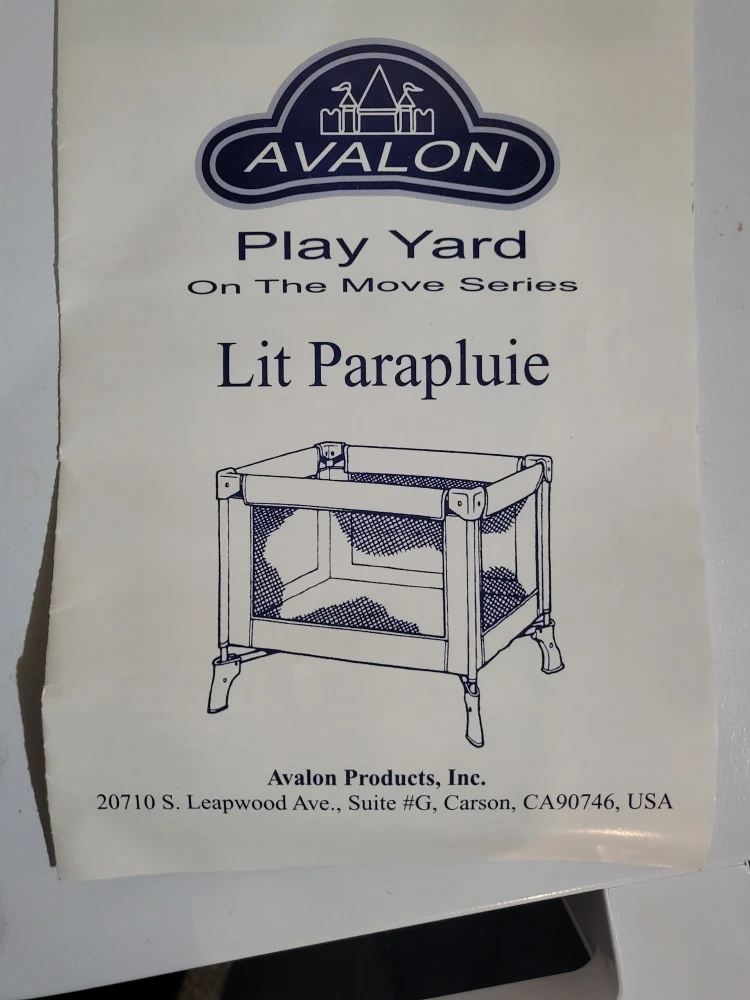 AVALON
Play Yard
On The Move Series
Lit Parapluie
Avalon Products, Inc.
20710 S. Leapwood Ave., Suite #G, Carson, CA90746, USA